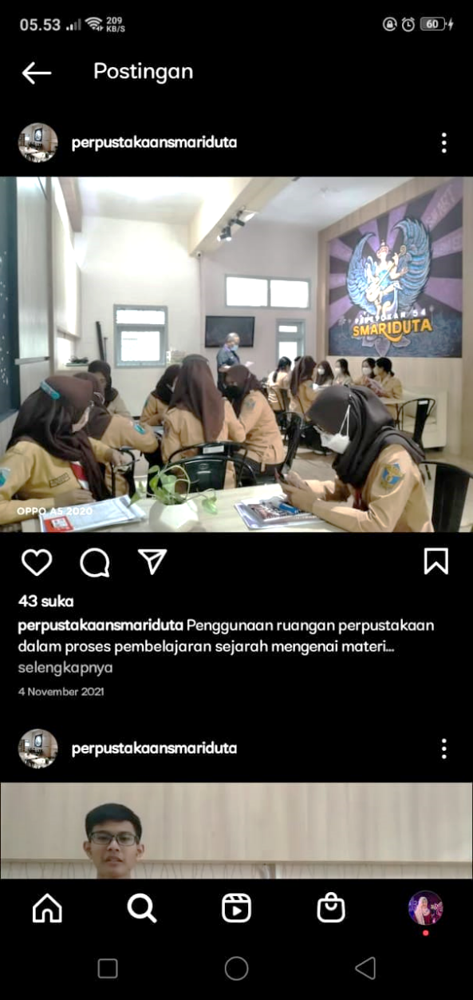 05.53
209
KB/S
60
Postingan
perpustakaansmariduta
SMARIDUTA
OPPO A5 2020
43 suka
perpustakaansmariduta Penggunaan ruangan perpustakaan
dalam proses pembelajaran sejarah mengenai materi...
selengkapnya
4 November 2021
perpustakaansmariduta